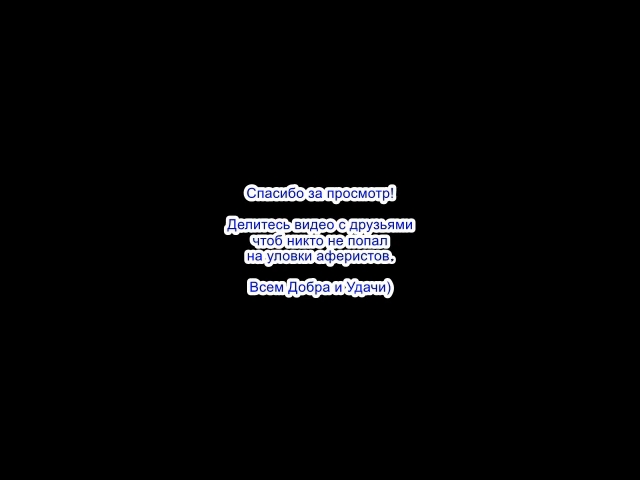 Спасибо за просмотр!
Делитесь видео с друзьями
чтоб никто не попал
на уловки аферистов.
Всем Добра и Удачи)